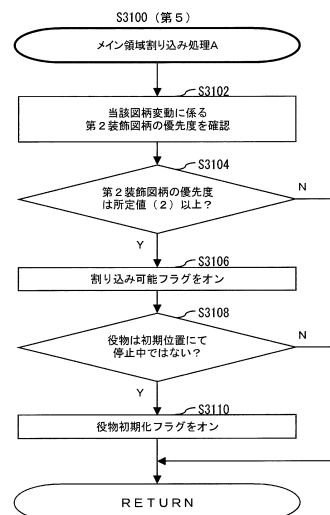 S3100（第５）
メイン領域割り込み処理A
S3102
当該図柄変動に係る
第２装飾図柄の優先度を確認
S3104
第２装飾図柄の優先度
は所定値（２）以上？
N
Y
S3106
割り込み可能フラグをオン
S3108
役物は初期位置にて
停止中ではない？
N
Y
S3110
役物初期化フラグをオン
ＲＥＴＵＲＮ